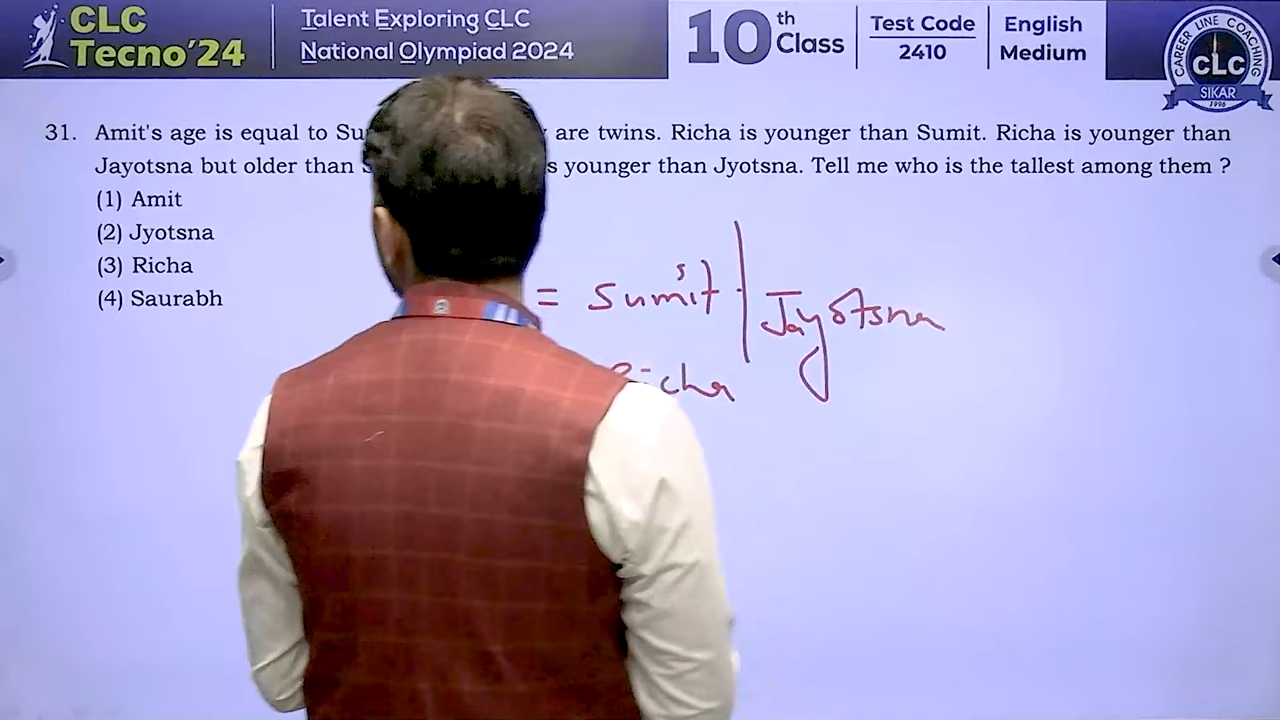 CLC
Tecno'24
Talent Exploring CLC
National Olympiad 2024
10th Class
Test Code
2410
English
Medium
CAREER LINE COACHING
CLC
SIKAR
1996
31. Amit's age is equal to are twins. Richa is younger than Sumit. Richa is younger than
Jayotsna but older than younger than Jyotsna. Tell me who is the tallest among them ?
(1) Amit
(2) Jyotsna
(3) Richa
(4) Saurabh
= Sumit Jayotsna
Richa